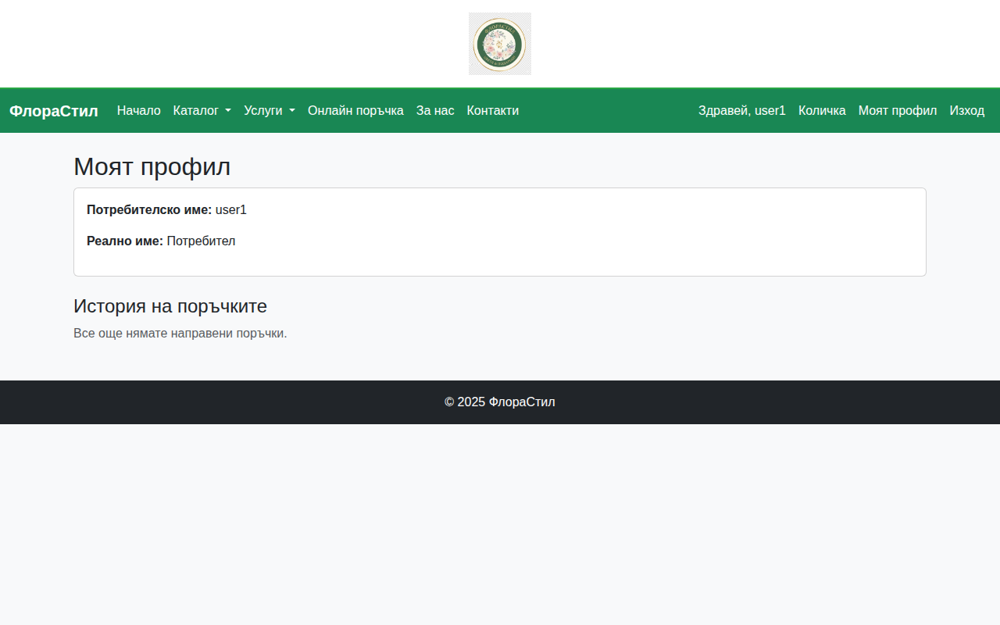 ФЛОРАСТИЛ
ФлораСтил
Начало
Каталог
Услуги
Онлайн поръчка
За нас
Контакти
Здравей, user1
Количка
Моят профил
Изход
Моят профил
Потребителско име: user1
Реално име: Потребител
История на поръчките
Все още нямате направени поръчки.
© 2025 ФлораСтил